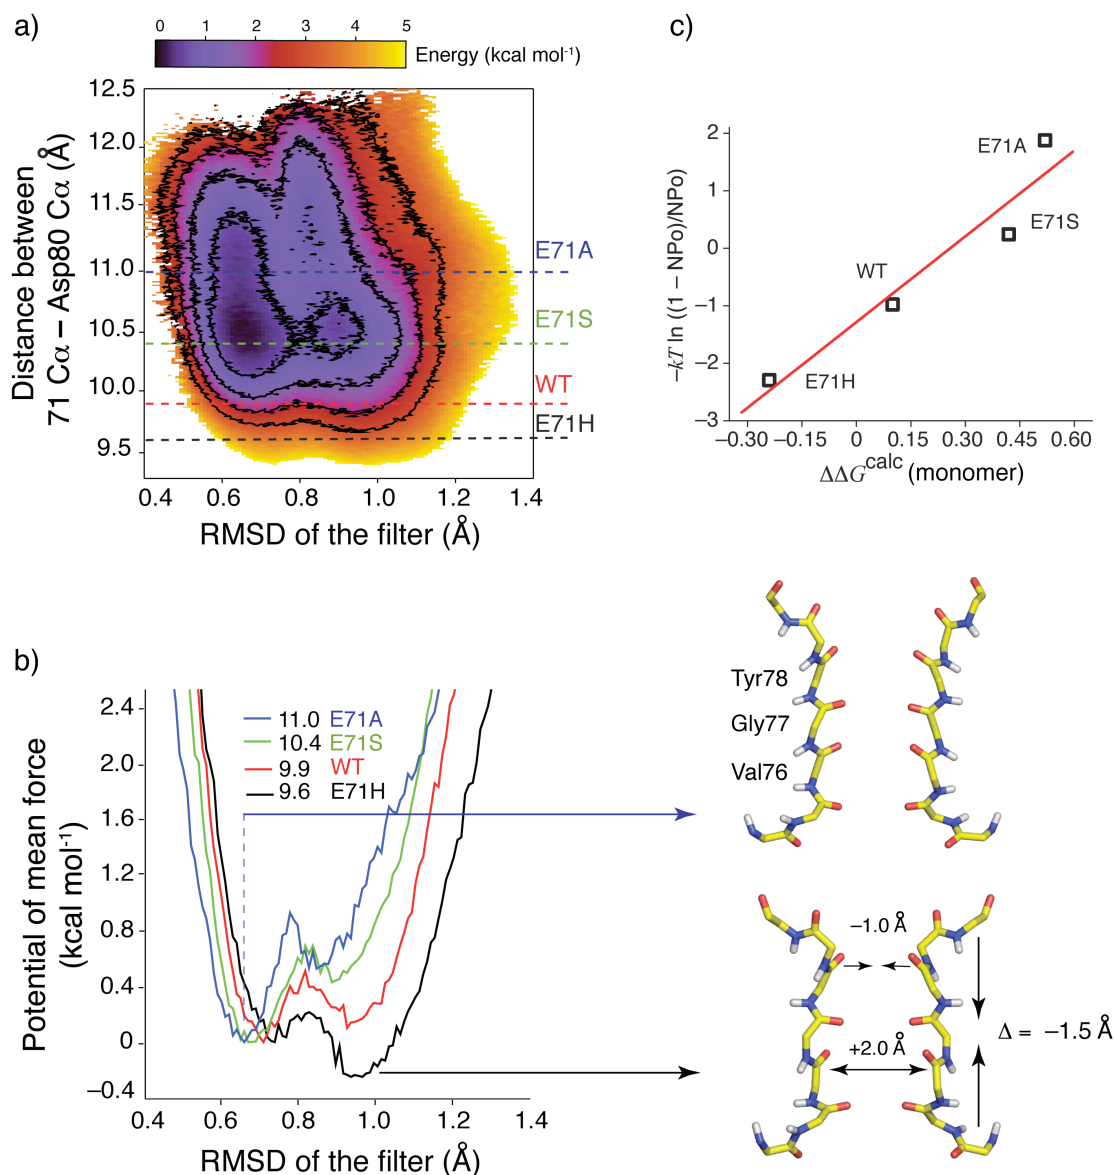 a)
0 1 2 3 4 5
Energy (kcal mol⁻¹)
Distance between
71 Cα – Asp80 Cα (Å)
12.5
12.0
11.5
11.0
10.5
10.0
9.5
E71A
E71S
WT
E71H
0.4 0.6 0.8 1.0 1.2 1.4
RMSD of the filter (Å)
c)
−kT ln ((1 − NPo)/NPo)
2
1
0
−1
−2
−3
E71A
E71S
WT
E71H
−0.30 −0.15 0 0.15 0.30 0.45 0.60
ΔΔG^calc (monomer)
b)
Potential of mean force
(kcal mol⁻¹)
2.4
2.0
1.6
1.2
0.8
0.4
0
−0.4
11.0 E71A
10.4 E71S
9.9 WT
9.6 E71H
0.4 0.6 0.8 1.0 1.2 1.4
RMSD of the filter (Å)
Tyr78
Gly77
Val76
−1.0 Å
+2.0 Å
Δ = −1.5 Å